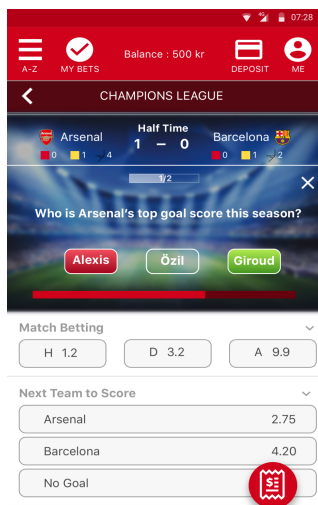 4G 07:28
A-Z MY BETS Balance : 500 kr DEPOSIT ME
CHAMPIONS LEAGUE
Half Time
Arsenal 1 – 0 Barcelona
0 1 4 0 1 2
1/2
Who is Arsenal's top goal score this season?
Alexis Özil Giroud
Match Betting
H 1.2 D 3.2 A 9.9
Next Team to Score
Arsenal 2.75
Barcelona 4.20
No Goal